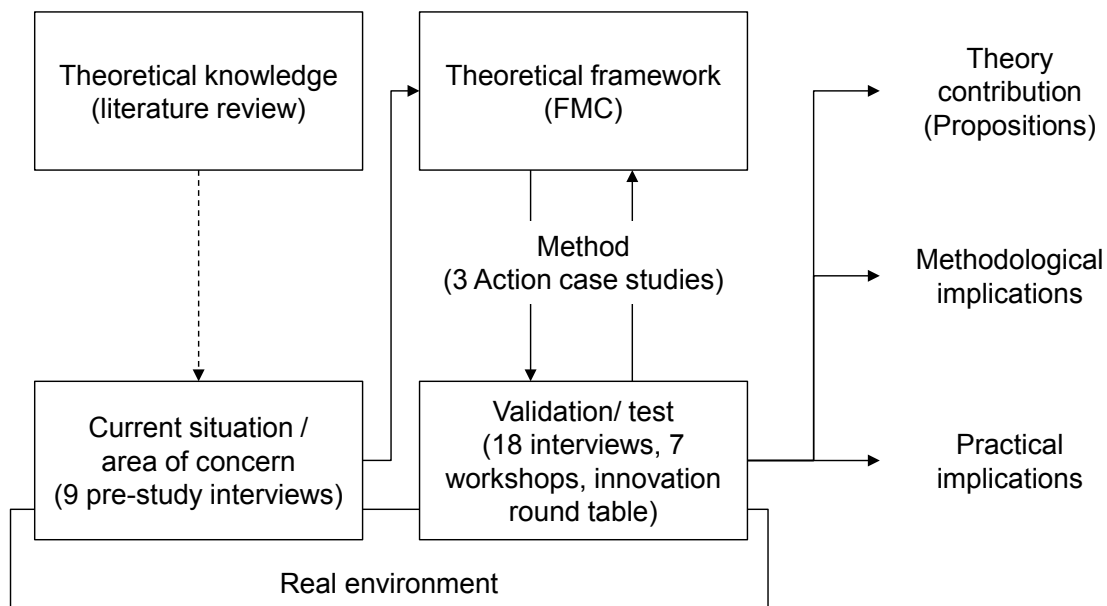 Theoretical knowledge
(literature review)
Theoretical framework
(FMC)
Theory
contribution
(Propositions)
Method
(3 Action case studies)
Methodological
implications
Current situation /
area of concern
(9 pre-study interviews)
Validation/ test
(18 interviews, 7
workshops, innovation
round table)
Practical
implications
Real environment